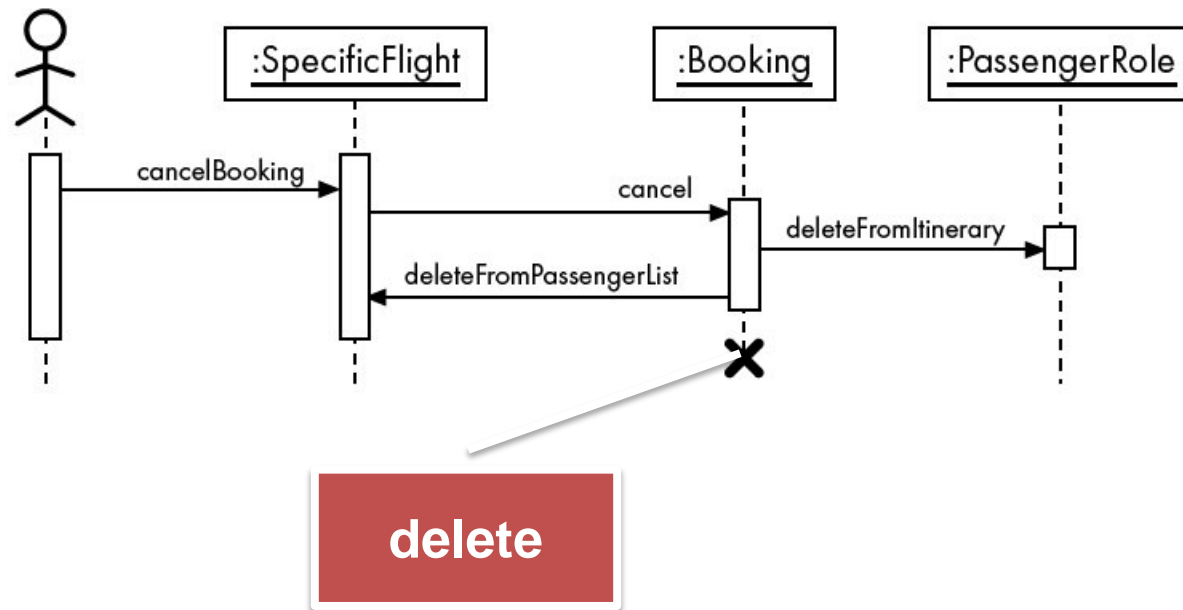 :SpecificFlight
:Booking
:PassengerRole
cancelBooking
cancel
deleteFromItinerary
deleteFromPassengerList
delete